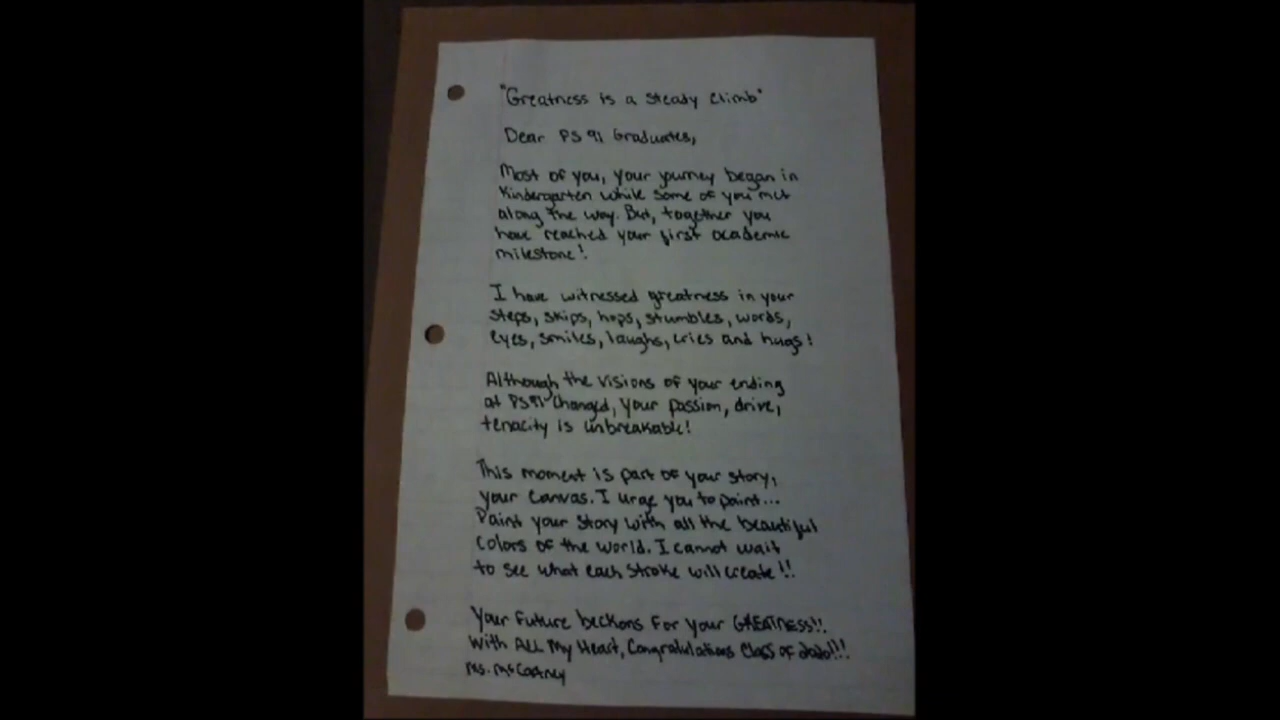 "Greatness is a steady climb"
Dear PS 91 Graduates,
Most of you, your journey began in
Kindergarten while some of you met
along the way. But, together you
have reached your first academic
milestone!
I have witnessed greatness in your
steps, skips, hops, stumbles, words,
eyes, smiles, laughs, cries and hugs!
Although the visions of your ending
at PS91 changed, your passion, drive,
tenacity is unbreakable!
This moment is part of your story,
your canvas. I urge you to paint...
Paint your story with all the beautiful
colors of the world. I cannot wait
to see what each stroke will create!!
Your future beckons for your GREATNESS!!
With ALL My Heart, Congratulations Class of 2020!!!
Ms. McCartney